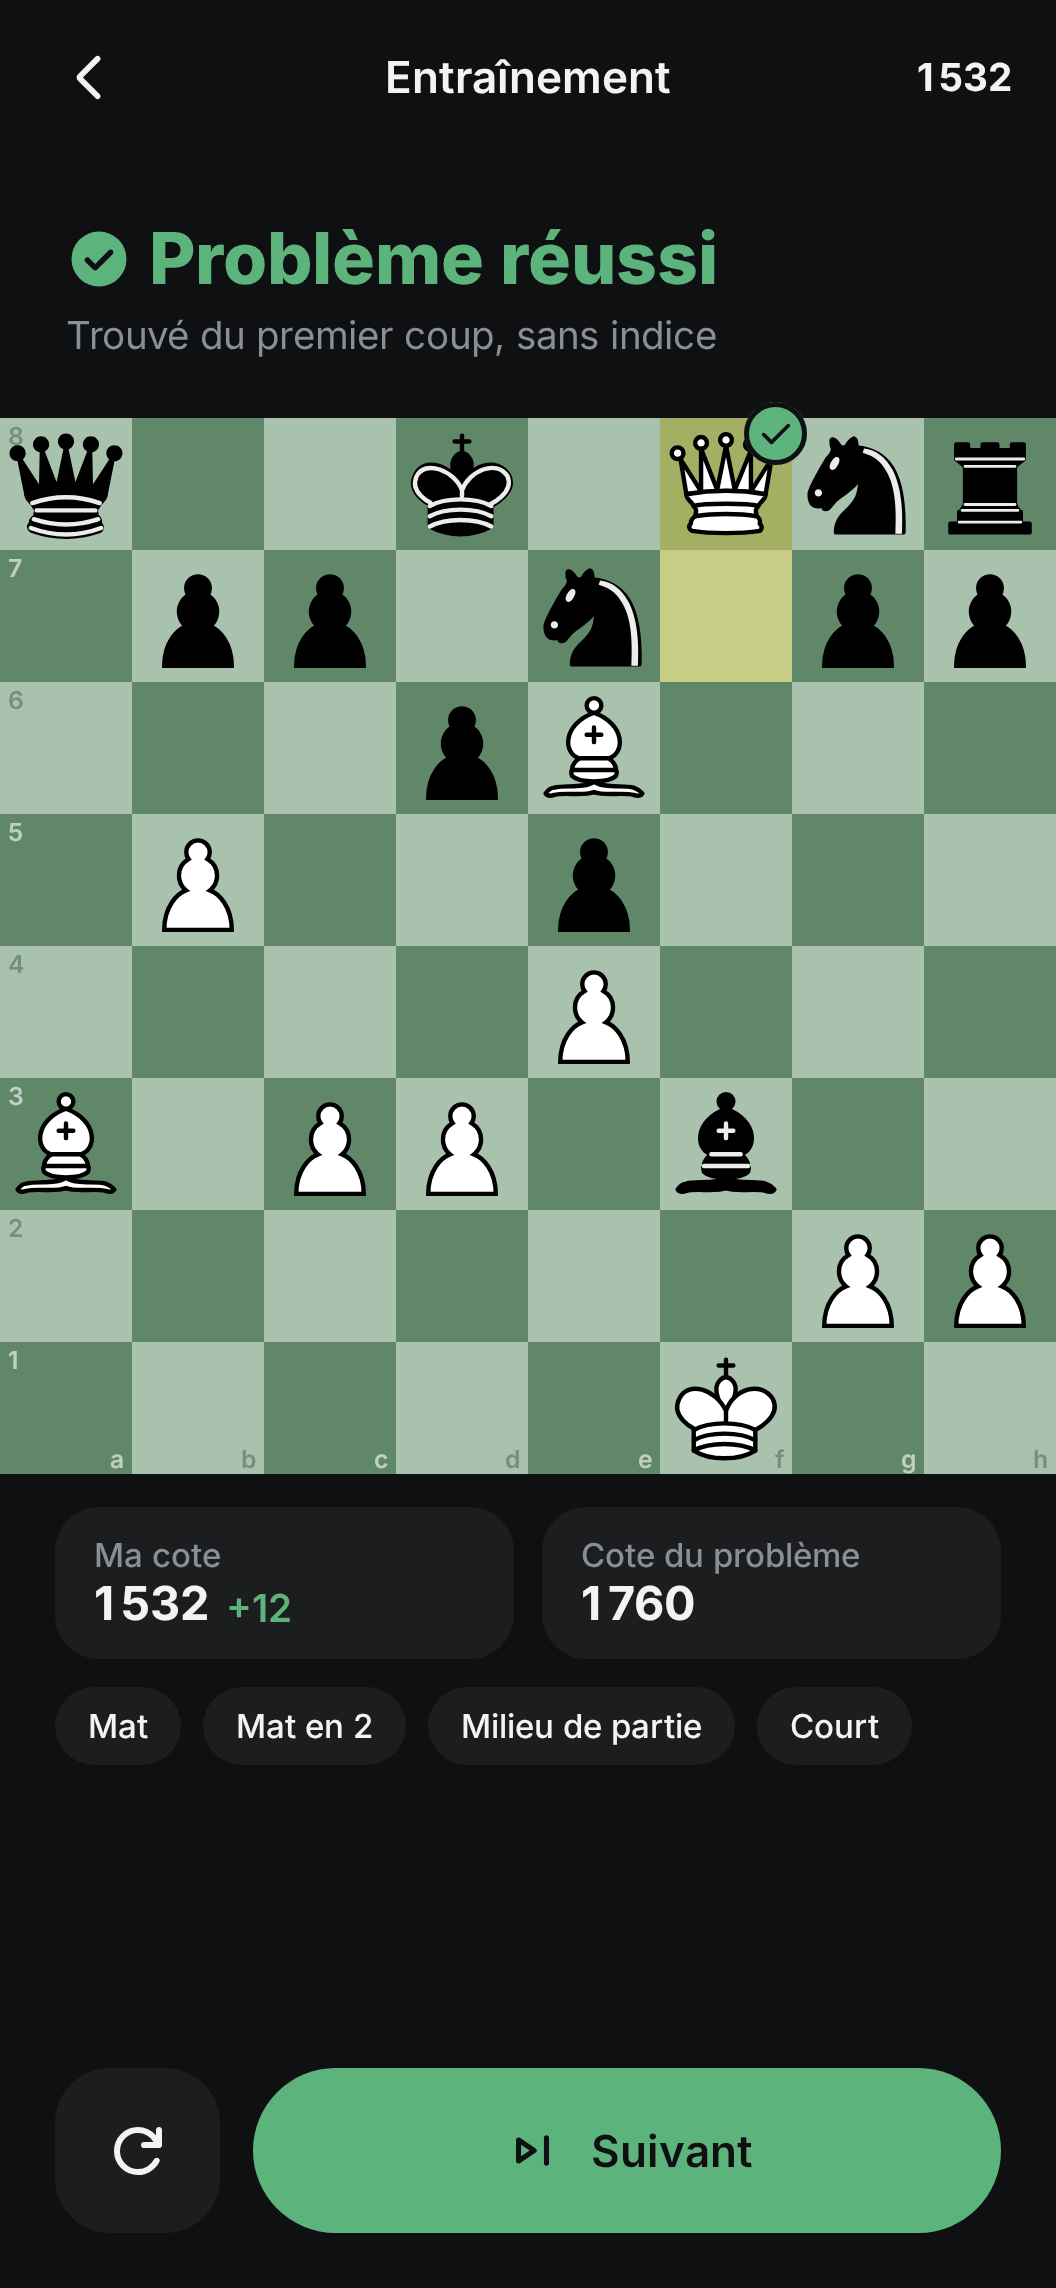 Entraînement
1532
Problème réussi
Trouvé du premier coup, sans indice
8
7
6
5
4
3
2
1
a b c d e f g h
Ma cote
1532 +12
Cote du problème
1760
Mat
Mat en 2
Milieu de partie
Court
Suivant